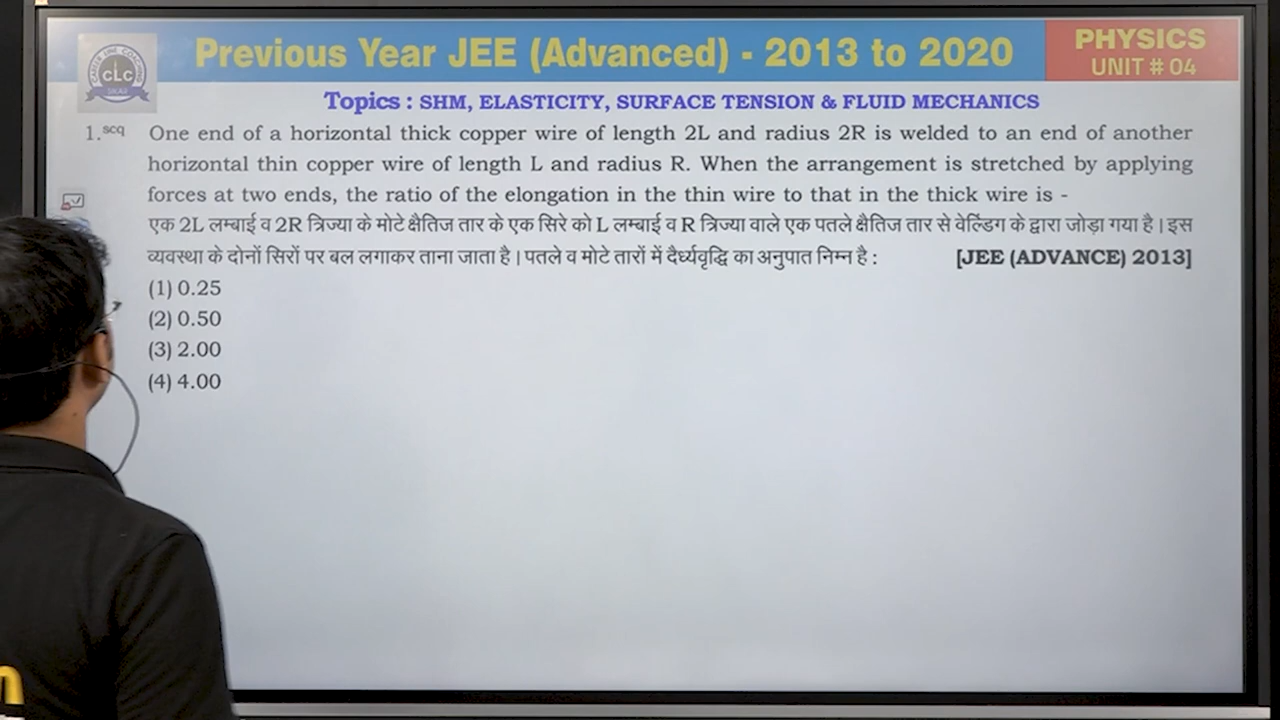 Previous Year JEE (Advanced) - 2013 to 2020
PHYSICS
UNIT # 04
CAREER LINE COACHING
CLC
SIKAR
Topics : SHM, ELASTICITY, SURFACE TENSION & FLUID MECHANICS
1.scq One end of a horizontal thick copper wire of length 2L and radius 2R is welded to an end of another
horizontal thin copper wire of length L and radius R. When the arrangement is stretched by applying
forces at two ends, the ratio of the elongation in the thin wire to that in the thick wire is -
एक 2L लम्बाई व 2R त्रिज्या के मोटे क्षैतिज तार के एक सिरे को L लम्बाई व R त्रिज्या वाले एक पतले क्षैतिज तार से वेल्डिंग के द्वारा जोड़ा गया है। इस
व्यवस्था के दोनों सिरों पर बल लगाकर ताना जाता है। पतले व मोटे तारों में दैर्ध्यवृद्धि का अनुपात निम्न है : [JEE (ADVANCE) 2013]
(1) 0.25
(2) 0.50
(3) 2.00
(4) 4.00